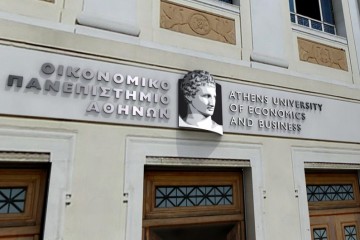 ΟΙΚΟΝΟΜΙΚΟ
ΠΑΝΕΠΙΣΤΗΜΙΟ
ΑΘΗΝΩΝ
ATHENS UNIVERSITY
OF ECONOMICS
AND BUSINESS